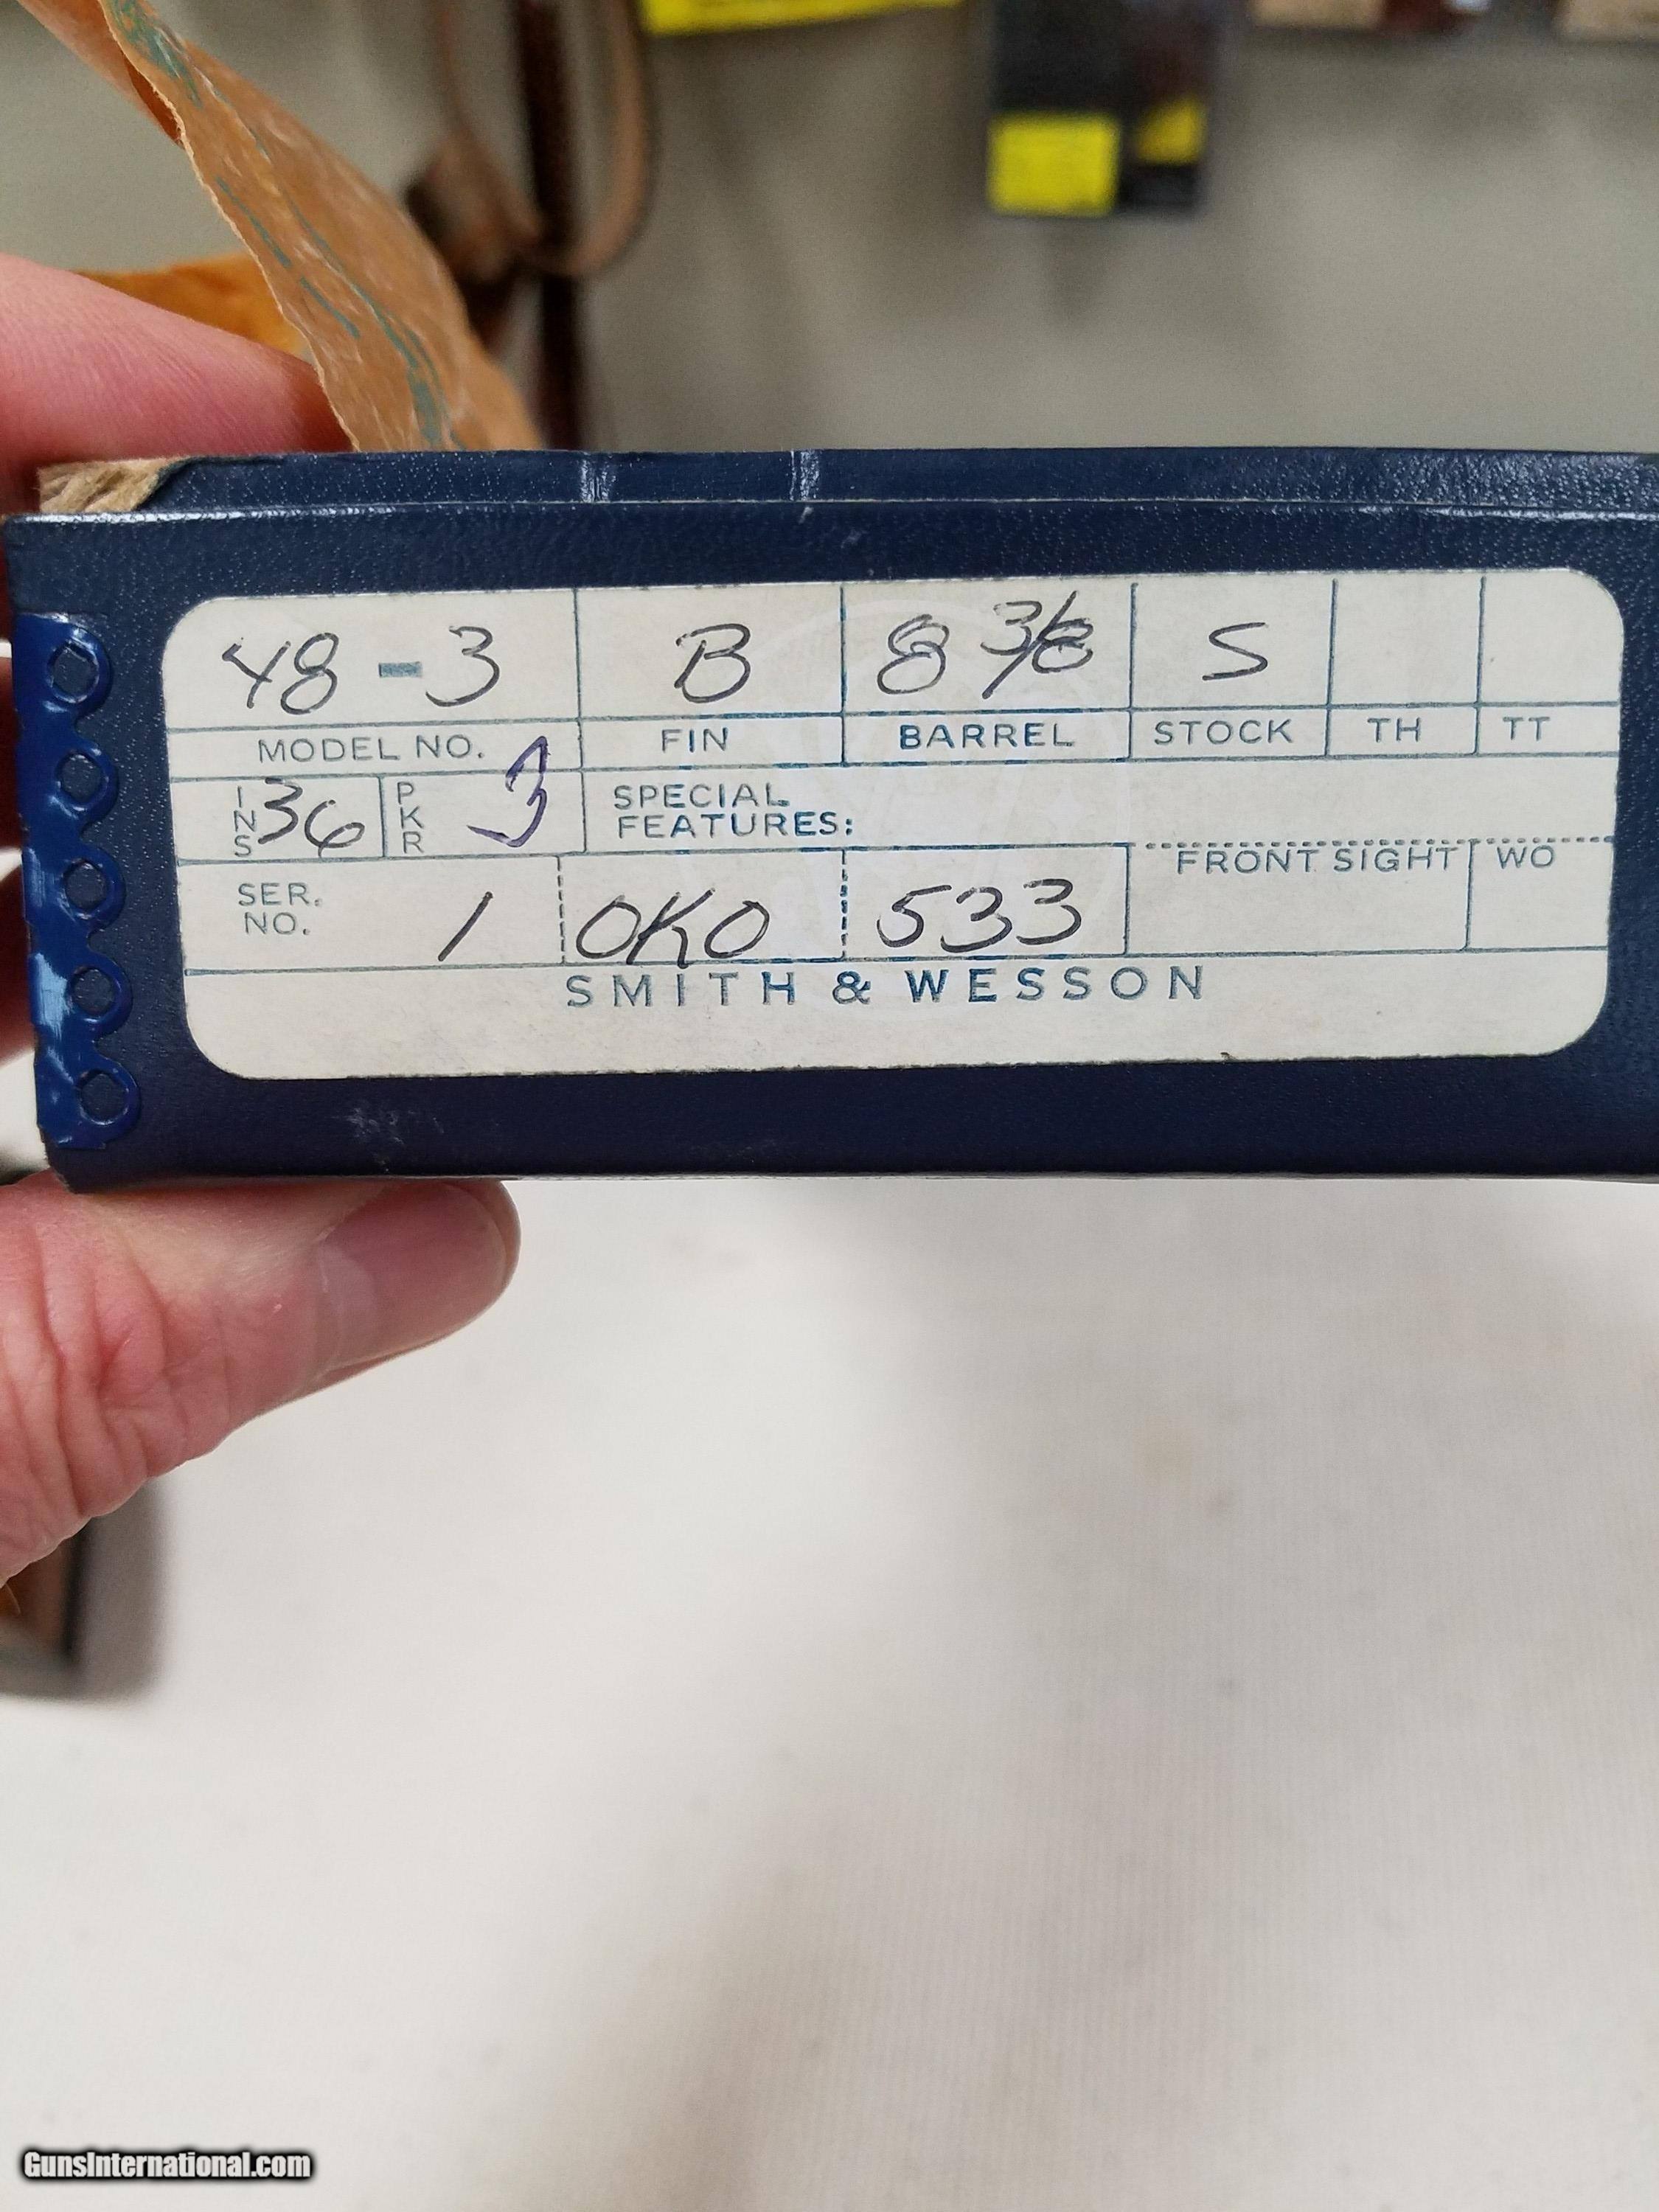 48-3 B 8 3/8 S
MODEL NO. FIN BARREL STOCK TH TT
INS 36 PKR 3 SPECIAL
FEATURES:
FRONT SIGHT WO
SER.
NO. 1 0K0 533
SMITH & WESSON
GunsInternational.com